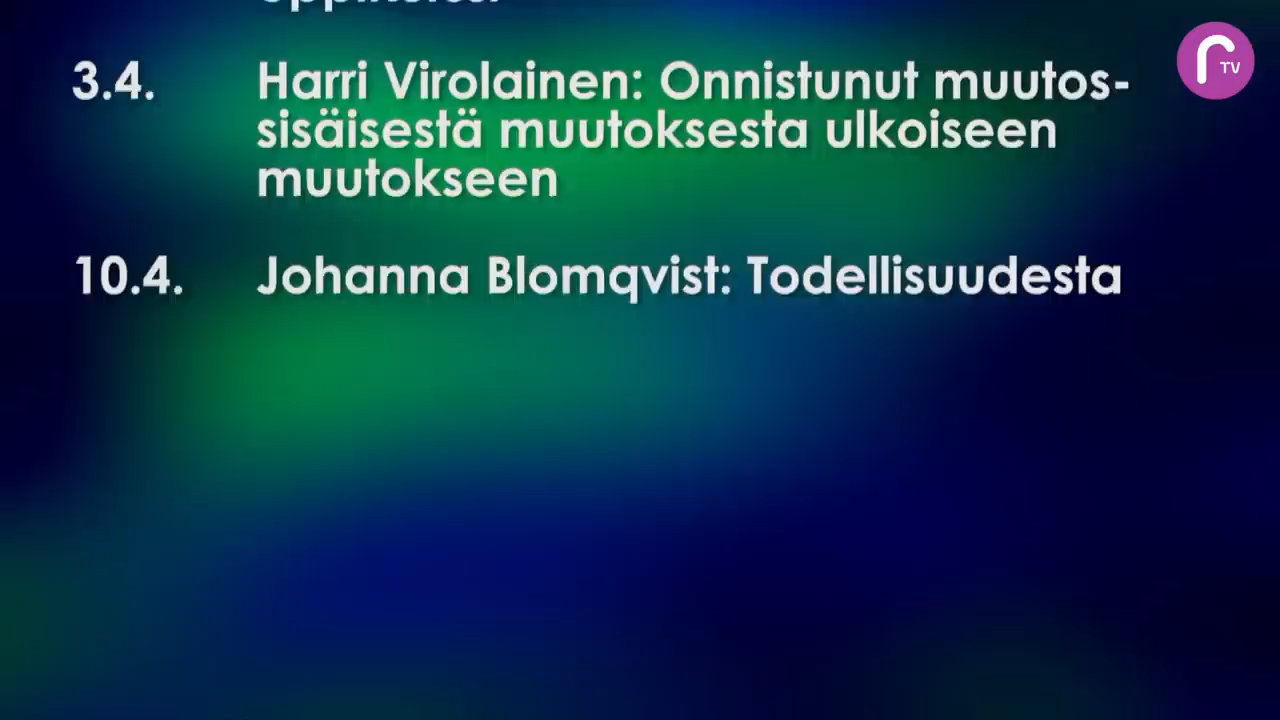 3.4. Harri Virolainen: Onnistunut muutos-
sisäisestä muutoksesta ulkoiseen
muutokseen
10.4. Johanna Blomqvist: Todellisuudesta
r TV